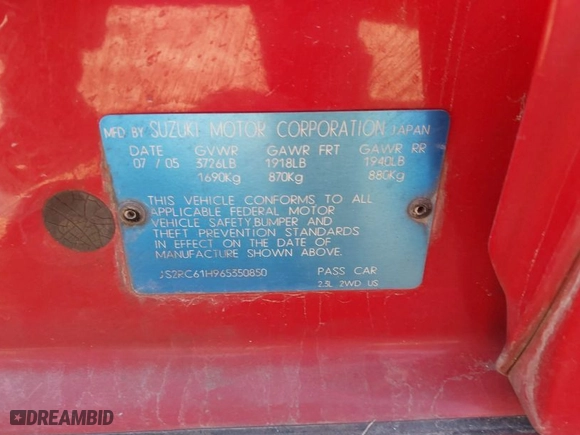 MFD BY SUZUKI MOTOR CORPORATION JAPAN
DATE GVWR GAWR FRT GAWR RR
07 / 05 3726LB 1918LB 1940LB
1690Kg 870Kg 880Kg
THIS VEHICLE CONFORMS TO ALL
APPLICABLE FEDERAL MOTOR
VEHICLE SAFETY,BUMPER AND
THEFT PREVENTION STANDARDS
IN EFFECT ON THE DATE OF
MANUFACTURE SHOWN ABOVE.
JS2RC61H965350850 PASS CAR
2.3L 2WD US
DREAMBID